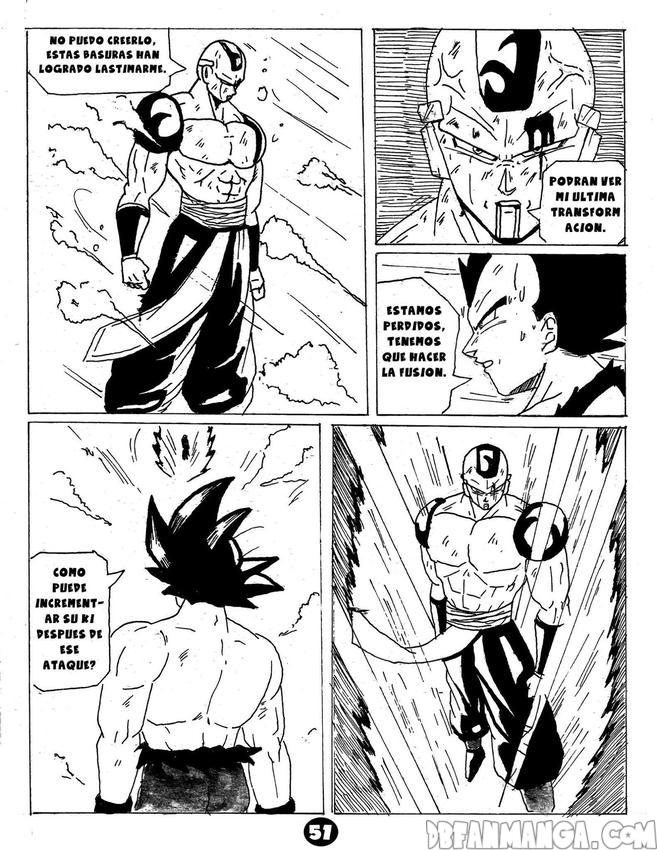 NO PUEDO CREERLO,
ESTAS BASURAS HAN
LOGRADO LASTIMARME.
PODRAN VER
MI ULTIMA
TRANSFORM
ACION.
ESTAMOS
PERDIDOS,
TENEMOS
QUE HACER
LA FUSION.
COMO
PUEDE
INCREMENT-
AR SU KI
DESPUES DE
ESE
ATAQUE?
51
DBFANMANGA.COM